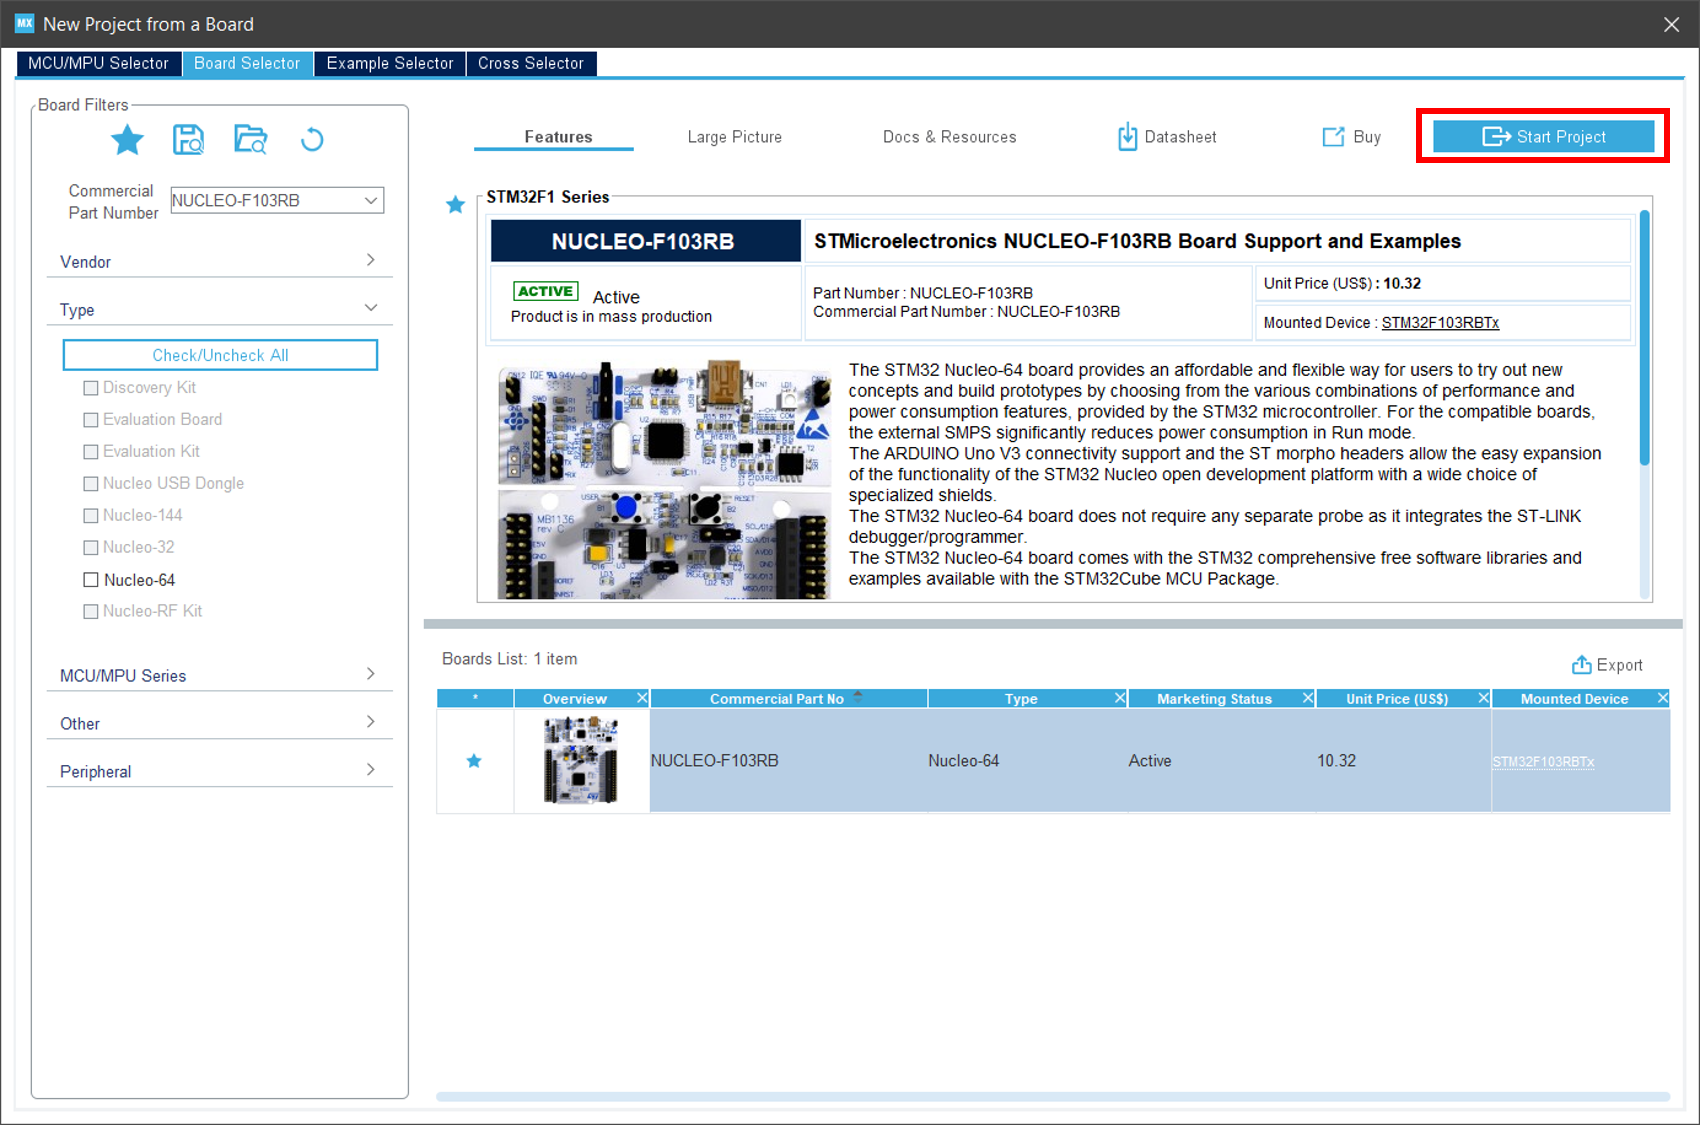 MX New Project from a Board
MCU/MPU Selector Board Selector Example Selector Cross Selector
Board Filters
Commercial
Part Number
NUCLEO-F103RB
Vendor
Type
Check/Uncheck All
Discovery Kit
Evaluation Board
Evaluation Kit
Nucleo USB Dongle
Nucleo-144
Nucleo-32
Nucleo-64
Nucleo-RF Kit
MCU/MPU Series
Other
Peripheral
Features Large Picture Docs & Resources Datasheet Buy Start Project
STM32F1 Series
NUCLEO-F103RB
STMicroelectronics NUCLEO-F103RB Board Support and Examples
ACTIVE Active
Product is in mass production
Part Number : NUCLEO-F103RB
Commercial Part Number : NUCLEO-F103RB
Unit Price (US$) : 10.32
Mounted Device : STM32F103RBTx
USER
B1
RESET
B2
MB1136
rev C
The STM32 Nucleo-64 board provides an affordable and flexible way for users to try out new
concepts and build prototypes by choosing from the various combinations of performance and
power consumption features, provided by the STM32 microcontroller. For the compatible boards,
the external SMPS significantly reduces power consumption in Run mode.
The ARDUINO Uno V3 connectivity support and the ST morpho headers allow the easy expansion
of the functionality of the STM32 Nucleo open development platform with a wide choice of
specialized shields.
The STM32 Nucleo-64 board does not require any separate probe as it integrates the ST-LINK
debugger/programmer.
The STM32 Nucleo-64 board comes with the STM32 comprehensive free software libraries and
examples available with the STM32Cube MCU Package.
Boards List: 1 item
Export
* Overview Commercial Part No Type Marketing Status Unit Price (US$) Mounted Device
NUCLEO-F103RB Nucleo-64 Active 10.32 STM32F103RBTx